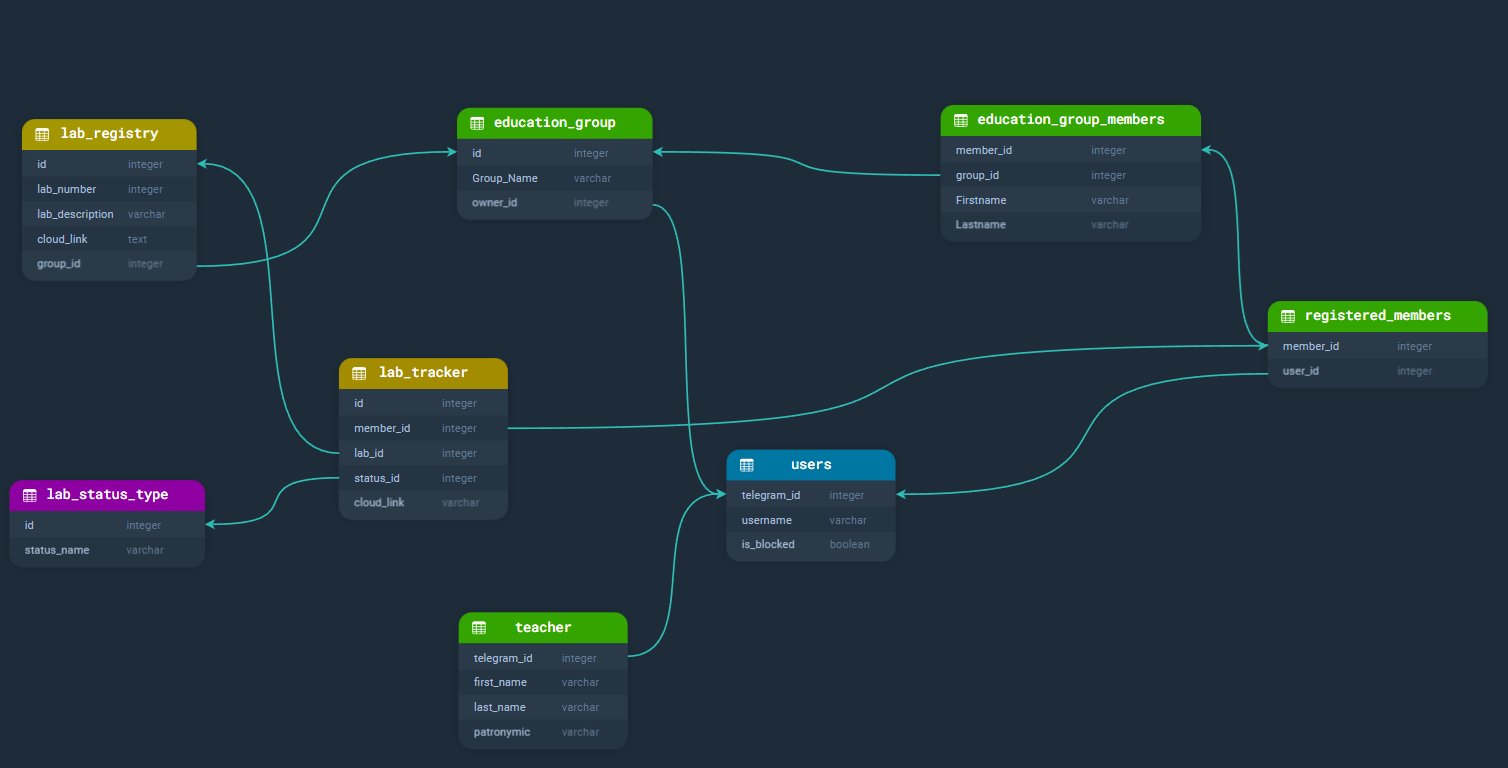 lab_registry
id integer
lab_number integer
lab_description varchar
cloud_link text
group_id integer
education_group
id integer
Group_Name varchar
owner_id integer
education_group_members
member_id integer
group_id integer
Firstname varchar
Lastname varchar
registered_members
member_id integer
user_id integer
lab_tracker
id integer
member_id integer
lab_id integer
status_id integer
cloud_link varchar
lab_status_type
id integer
status_name varchar
users
telegram_id integer
username varchar
is_blocked boolean
teacher
telegram_id integer
first_name varchar
last_name varchar
patronymic varchar